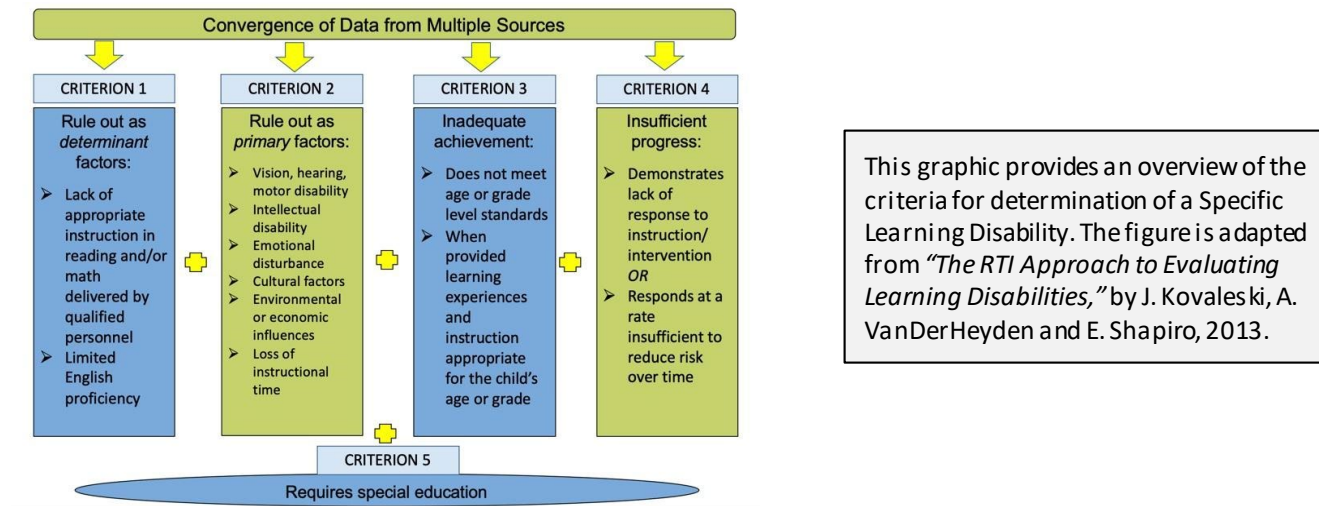 Convergence of Data from Multiple Sources
CRITERION 1
Rule out as
determinant
factors:
➢ Lack of
appropriate
instruction in
reading and/or
math
delivered by
qualified
personnel
➢ Limited
English
proficiency
CRITERION 2
Rule out as
primary factors:
➢ Vision, hearing,
motor disability
➢ Intellectual
disability
➢ Emotional
disturbance
➢ Cultural factors
➢ Environmental
or economic
influences
➢ Loss of
instructional
time
CRITERION 3
Inadequate
achievement:
➢ Does not meet
age or grade
level standards
➢ When
provided
learning
experiences
and
instruction
appropriate
for the child's
age or grade
CRITERION 4
Insufficient
progress:
➢ Demonstrates
lack of
response to
instruction/
intervention
OR
➢ Responds at a
rate
insufficient to
reduce risk
over time
CRITERION 5
Requires special education
This graphic provides an overview of the
criteria for determination of a Specific
Learning Disability. The figure is adapted
from "The RTI Approach to Evaluating
Learning Disabilities," by J. Kovaleski, A.
VanDerHeyden and E. Shapiro, 2013.